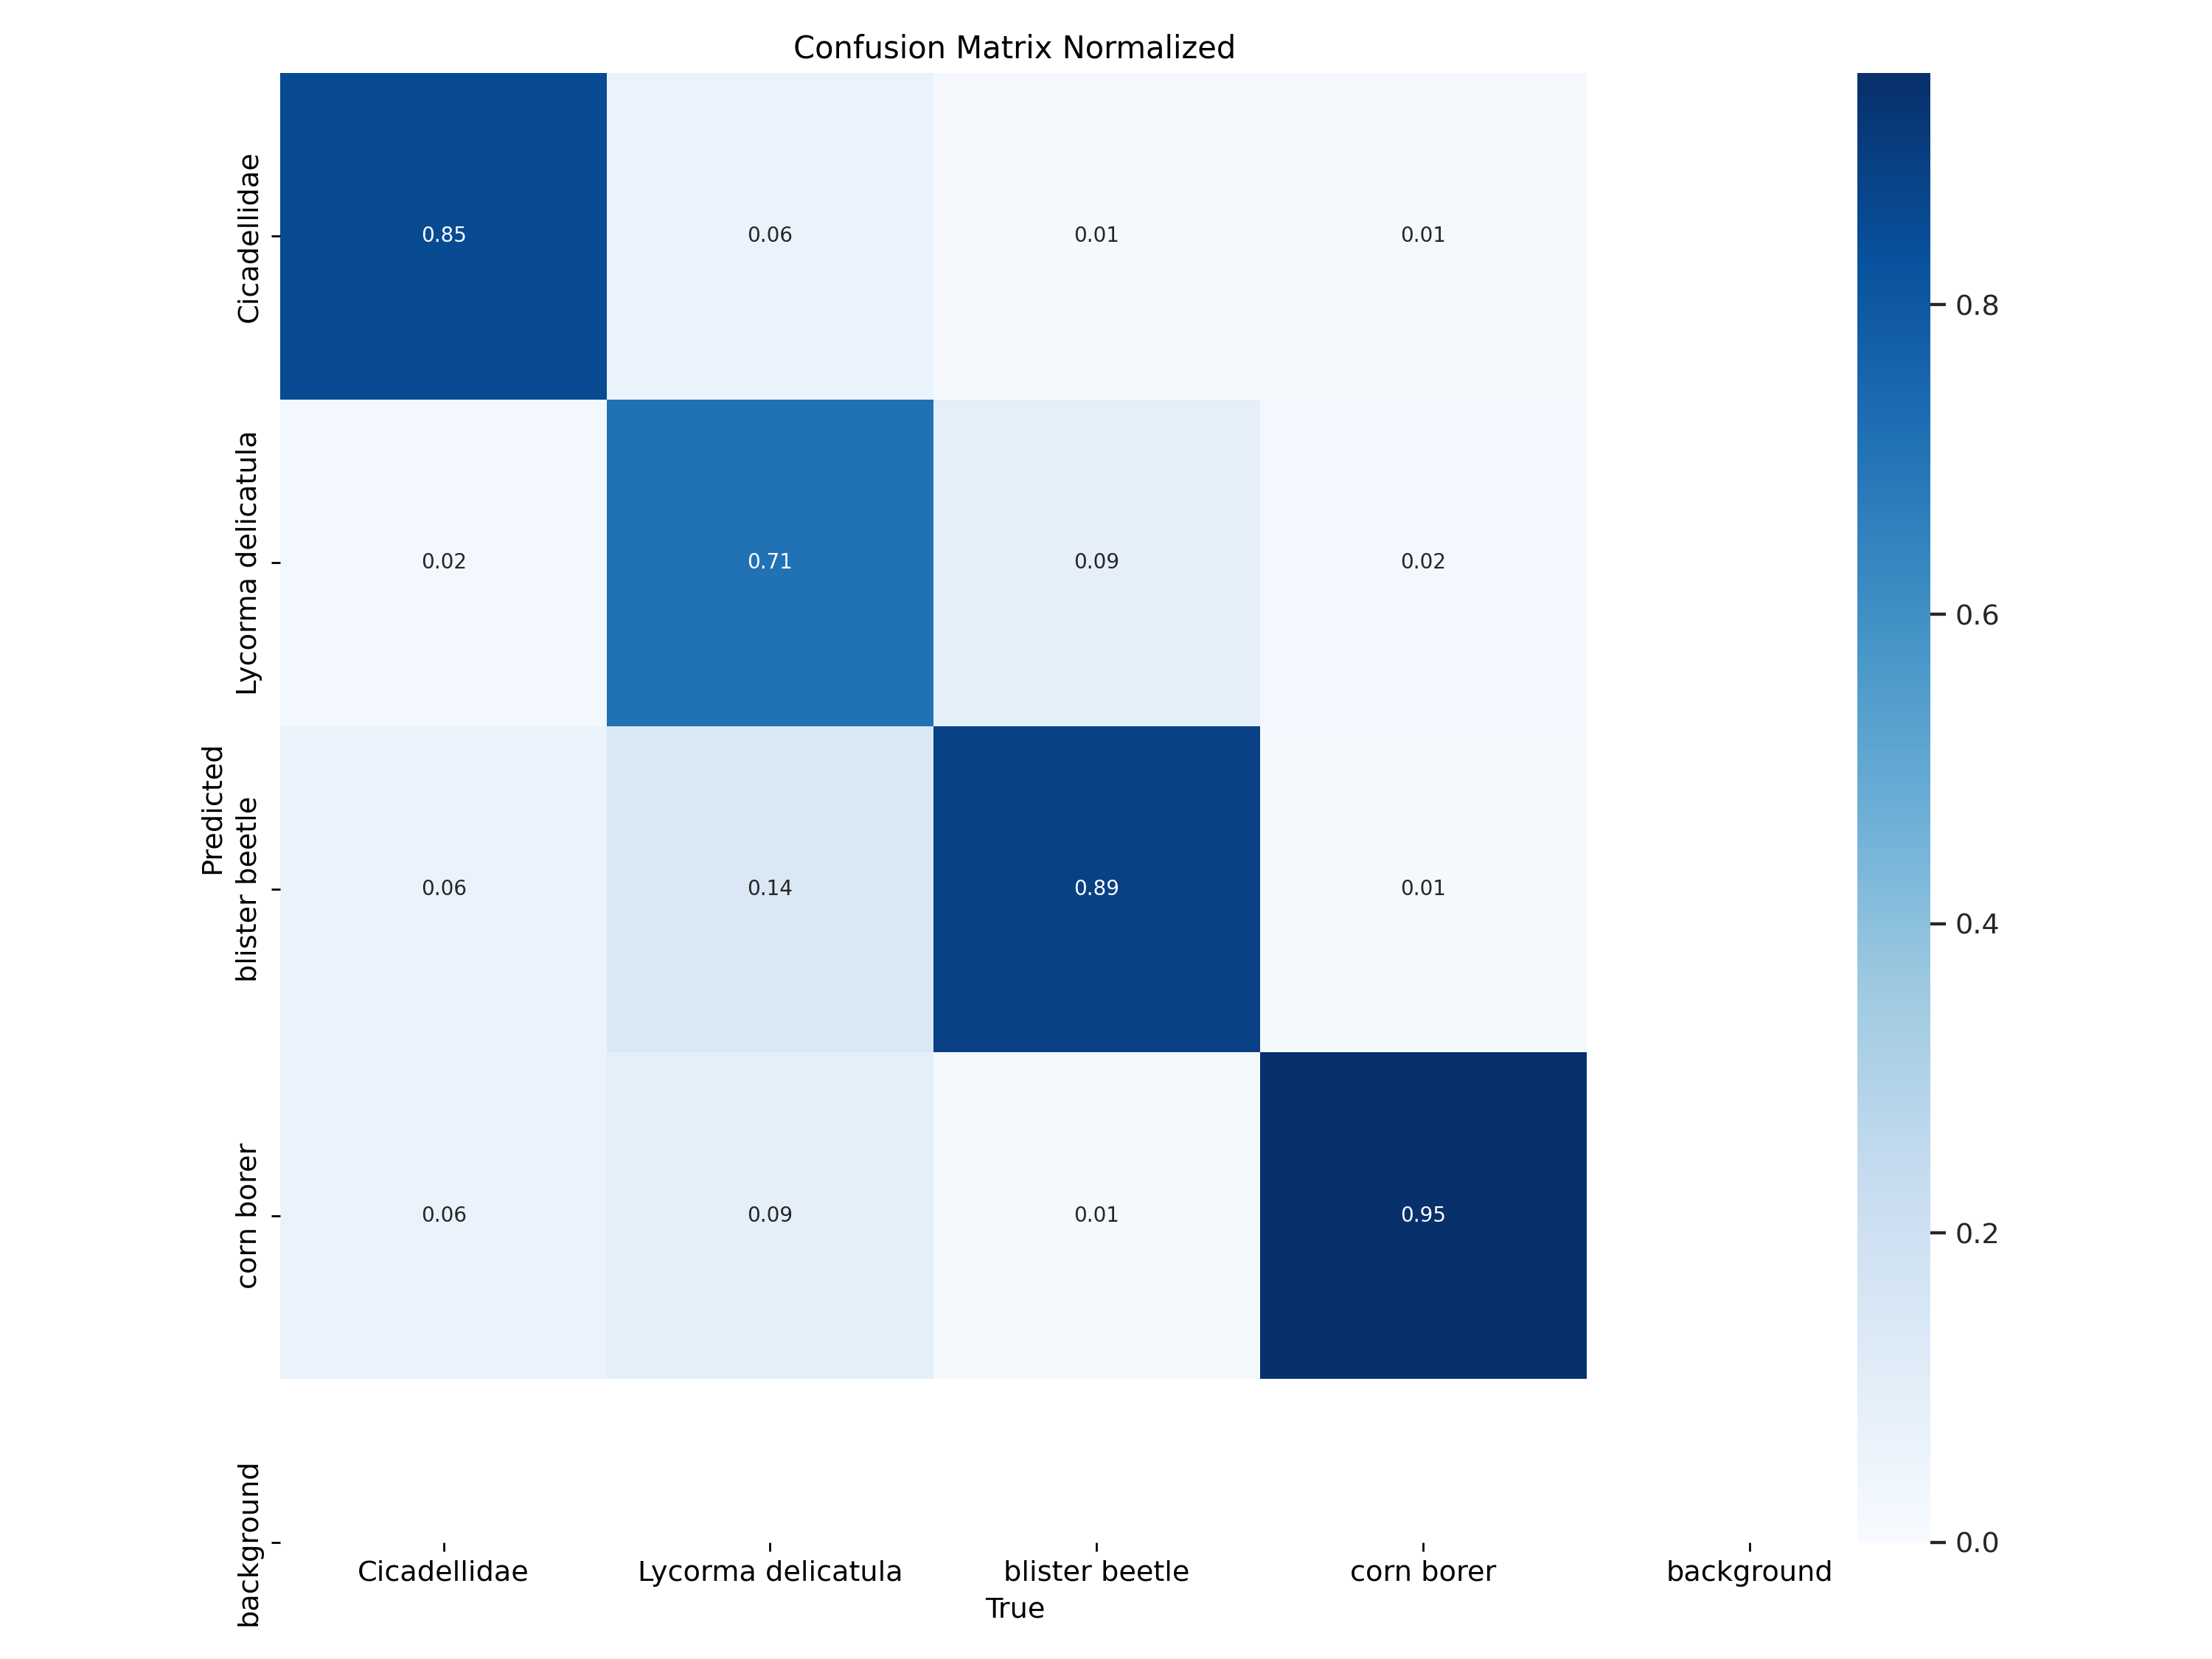 Confusion Matrix Normalized
Predicted
Cicadellidae
0.85 0.06 0.01 0.01
Lycorma delicatula
0.02 0.71 0.09 0.02
blister beetle
0.06 0.14 0.89 0.01
corn borer
0.06 0.09 0.01 0.95
background
Cicadellidae Lycorma delicatula blister beetle corn borer background
True
0.8
0.6
0.4
0.2
0.0